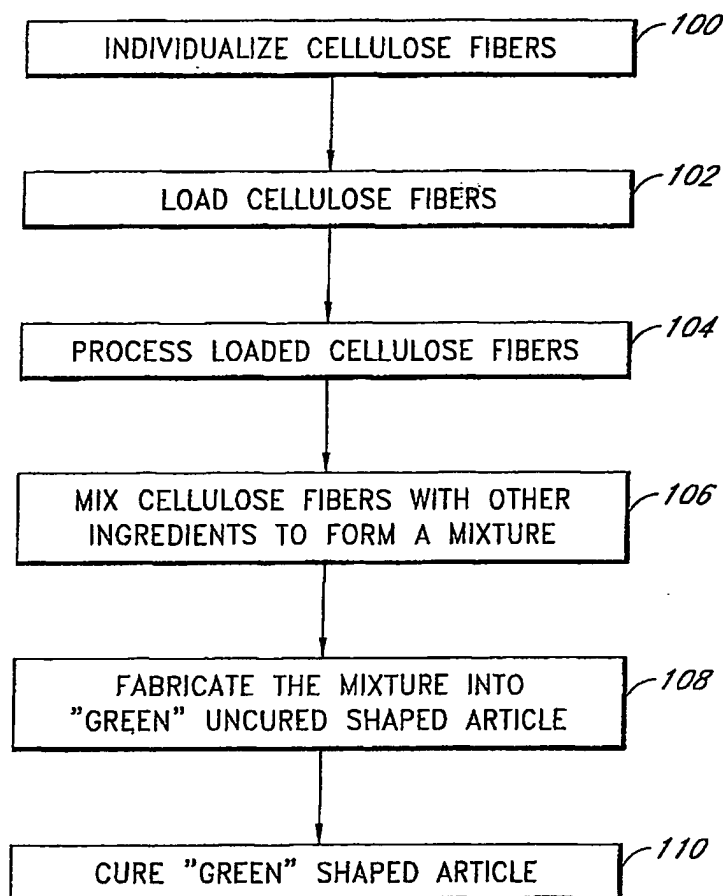 INDIVIDUALIZE CELLULOSE FIBERS
100
LOAD CELLULOSE FIBERS
102
PROCESS LOADED CELLULOSE FIBERS
104
MIX CELLULOSE FIBERS WITH OTHER
INGREDIENTS TO FORM A MIXTURE
106
FABRICATE THE MIXTURE INTO
"GREEN" UNCURED SHAPED ARTICLE
108
CURE "GREEN" SHAPED ARTICLE
110